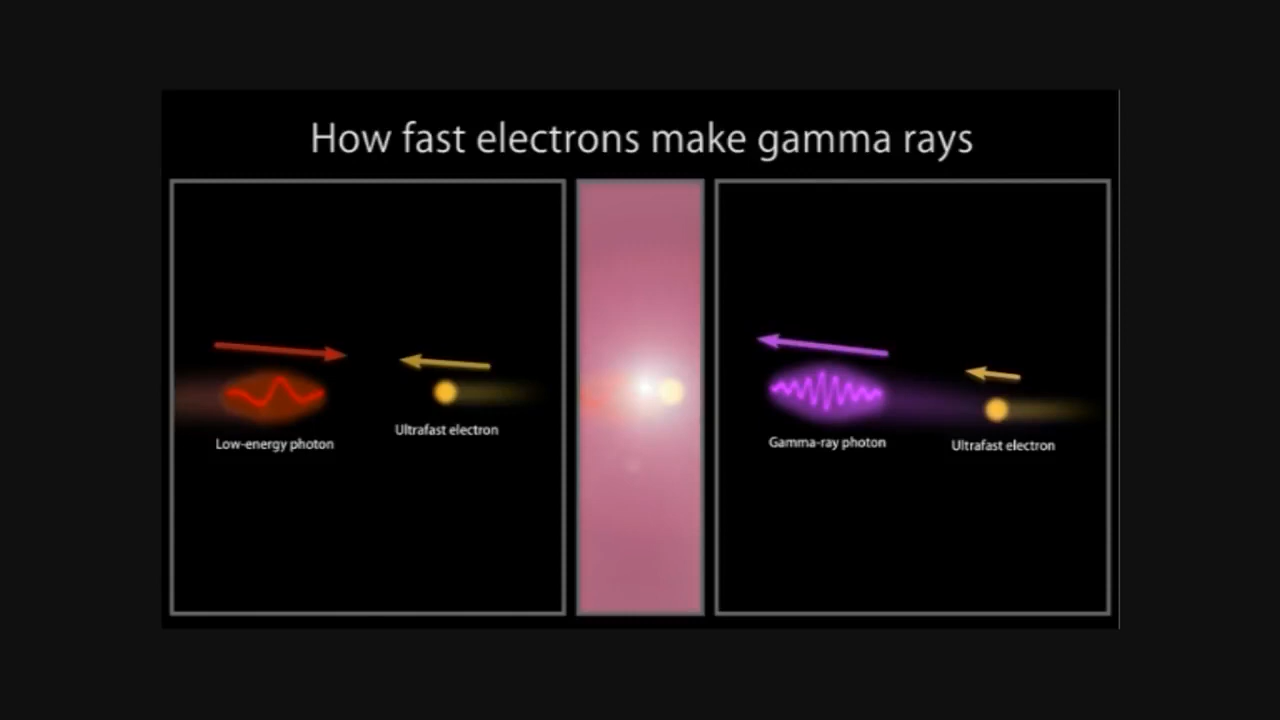 How fast electrons make gamma rays
Low-energy photon
Ultrafast electron
Gamma-ray photon
Ultrafast electron